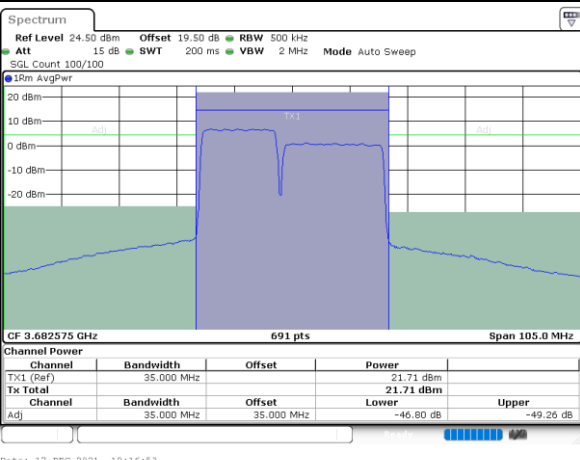 Spectrum
Ref Level 24.50 dBm Offset 19.50 dB RBW 500 kHz
Att 15 dB SWT 200 ms VBW 2 MHz Mode Auto Sweep
SGL Count 100/100
1Rm AvgPwr
20 dBm
TX1
10 dBm
Adj Adj
0 dBm
-10 dBm
-20 dBm
CF 3.682575 GHz 691 pts Span 105.0 MHz
Channel Power
Channel Bandwidth Offset Power
TX1 (Ref) 35.000 MHz 21.71 dBm
Tx Total 21.71 dBm
Channel Bandwidth Offset Lower Upper
Adj 35.000 MHz 35.000 MHz -46.80 dB -49.26 dB
Ready